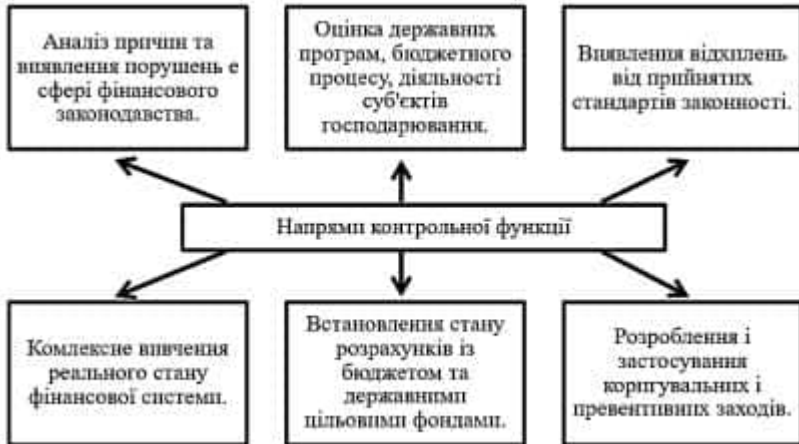 Аналіз причин та
виявлення порушень е
сфері фінансового
законодавства.
Оцінка державних
програм, бюджетного
процесу, діяльності
суб'єктів
господарювання.
Виявлення відхилень
від прийнятих
стандартів законності.
Напрями контрольної функції
Комлексне вивчення
реального стану
фінансової системи.
Встановлення стану
розрахунків із
бюджетом та
державними
цільовими фондами.
Розроблення і
застосування
коригувальних і
превентивних заходів.